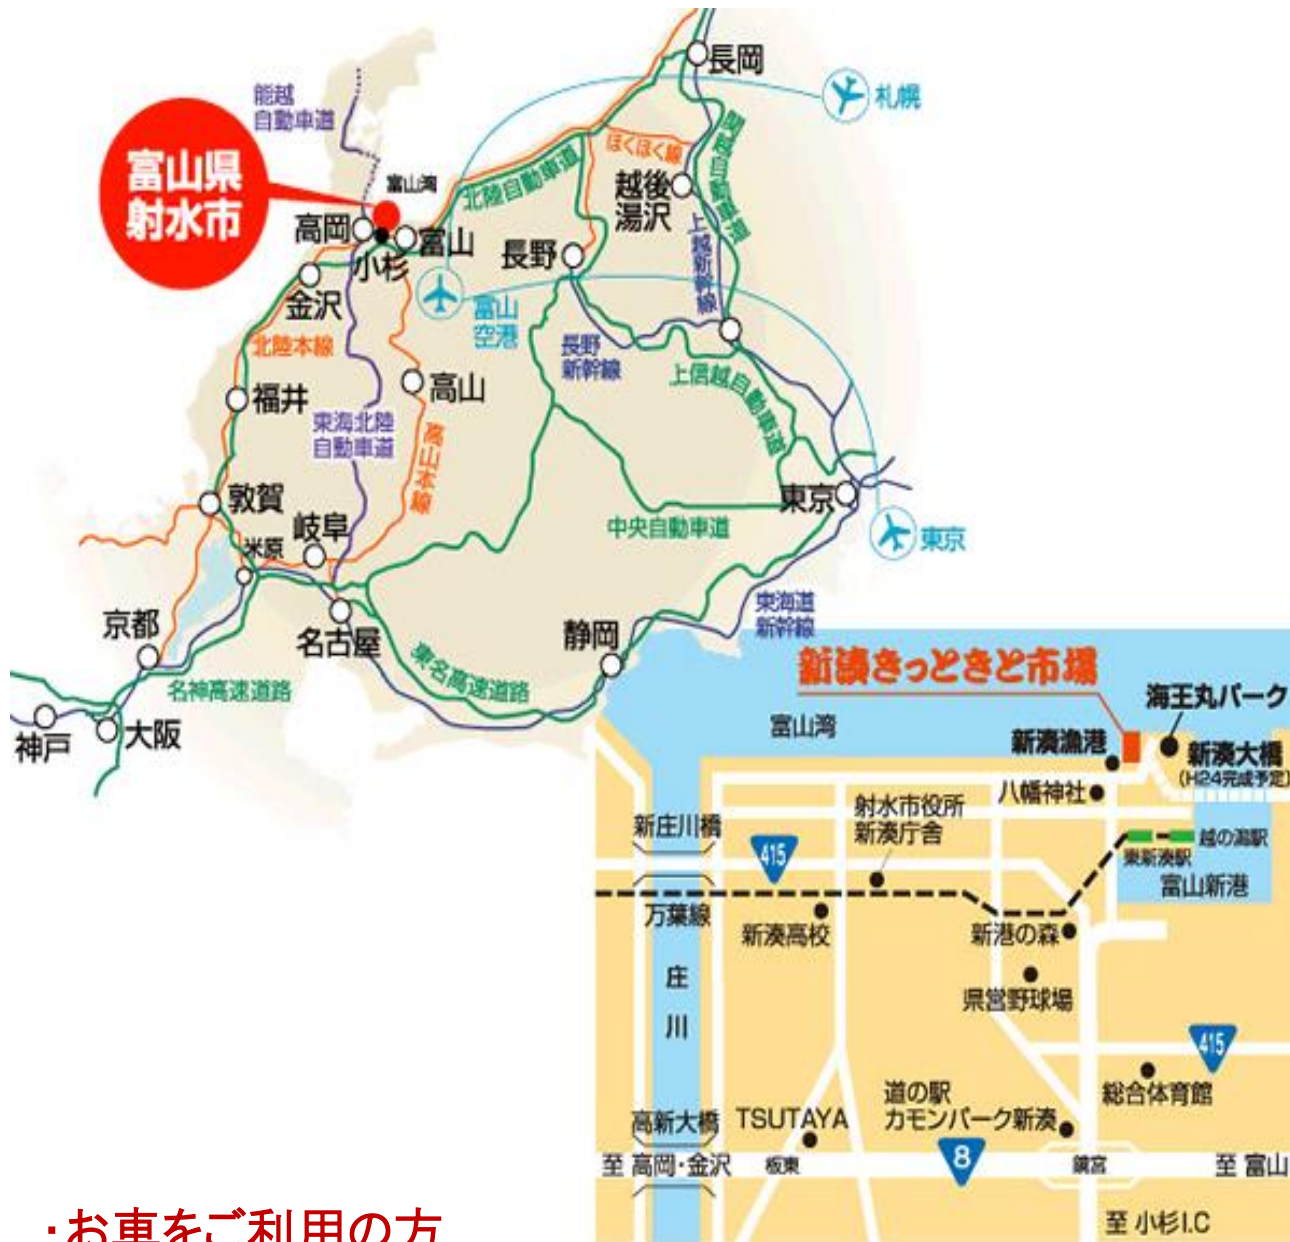 長岡
札幌
能越
自動車道
富山県
射水市
富山湾
北陸自動車道
ほくほく線
関越自動車道
越後
湯沢
高岡
小杉
富山
長野
上越新幹線
金沢
富山
空港
北陸本線
長野
新幹線
上信越自動車道
福井
高山
東海北陸
自動車道
高山本線
敦賀
岐阜
米原
中央自動車道
東京
東京
京都
名古屋
静岡
東海道
新幹線
名神高速道路
東名高速道路
神戸
大阪
新湊きっときと市場
富山湾
海王丸パーク
新湊漁港
新湊大橋
(H24完成予定)
八幡神社
射水市役所
新湊庁舎
新庄川橋
415
越の潟駅
東新湊駅
富山新港
万葉線
新湊高校
新港の森
庄
川
県営野球場
415
総合体育館
道の駅
カモンパーク新湊
高新大橋
TSUTAYA
至 高岡・金沢
板東
8
鏡宮
至 富山
至 小杉I.C
・お車をご利用の方